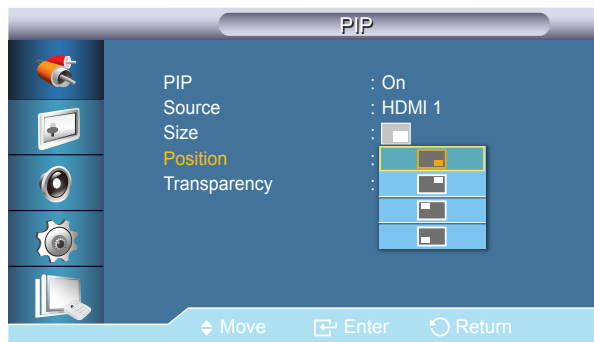 PIP
PIP : On
Source : HDMI 1
Size :
Position :
Transparency :
Move Enter Return